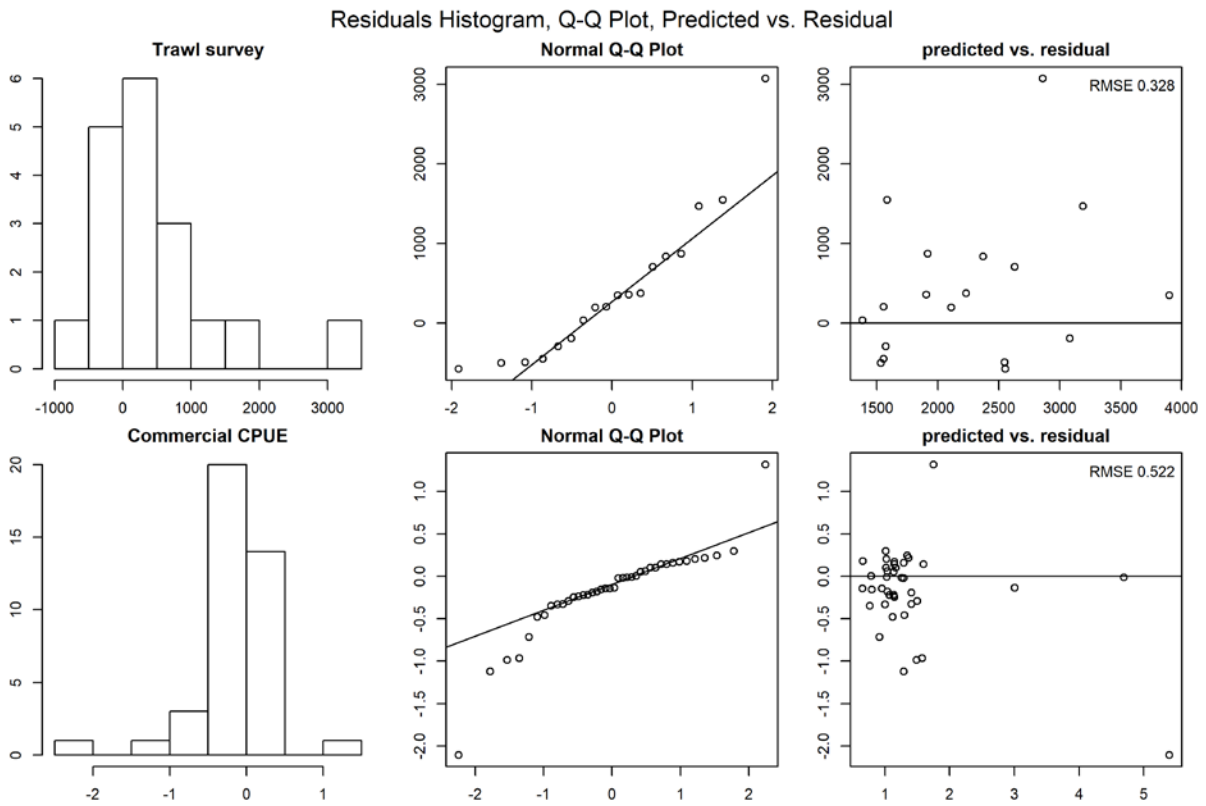 Residuals Histogram, Q-Q Plot, Predicted vs. Residual
Trawl survey
Normal Q-Q Plot
predicted vs. residual
0 1 2 3 4 5 6
-1000 0 1000 2000 3000
0 1000 2000 3000
-2 -1 0 1 2
0 1000 2000 3000
RMSE 0.328
1500 2000 2500 3000 3500 4000
Commercial CPUE
Normal Q-Q Plot
predicted vs. residual
0 5 10 15 20
-2 -1 0 1
-2.0 -1.5 -1.0 -0.5 0.0 0.5 1.0
-2 -1 0 1 2
-2.0 -1.5 -1.0 -0.5 0.0 0.5 1.0
RMSE 0.522
1 2 3 4 5